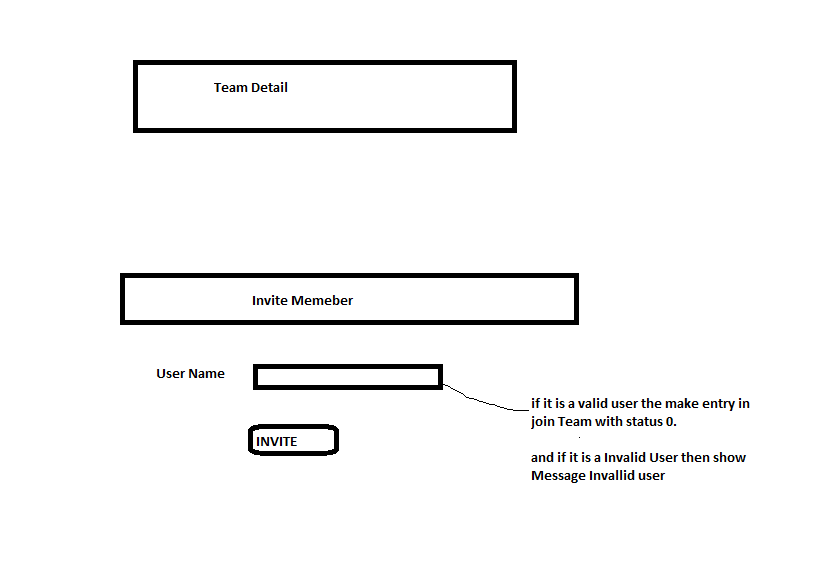 Team Detail
Invite Memeber
User Name
INVITE
if it is a valid user the make entry in
join Team with status 0.
and if it is a Invalid User then show
Message Invallid user